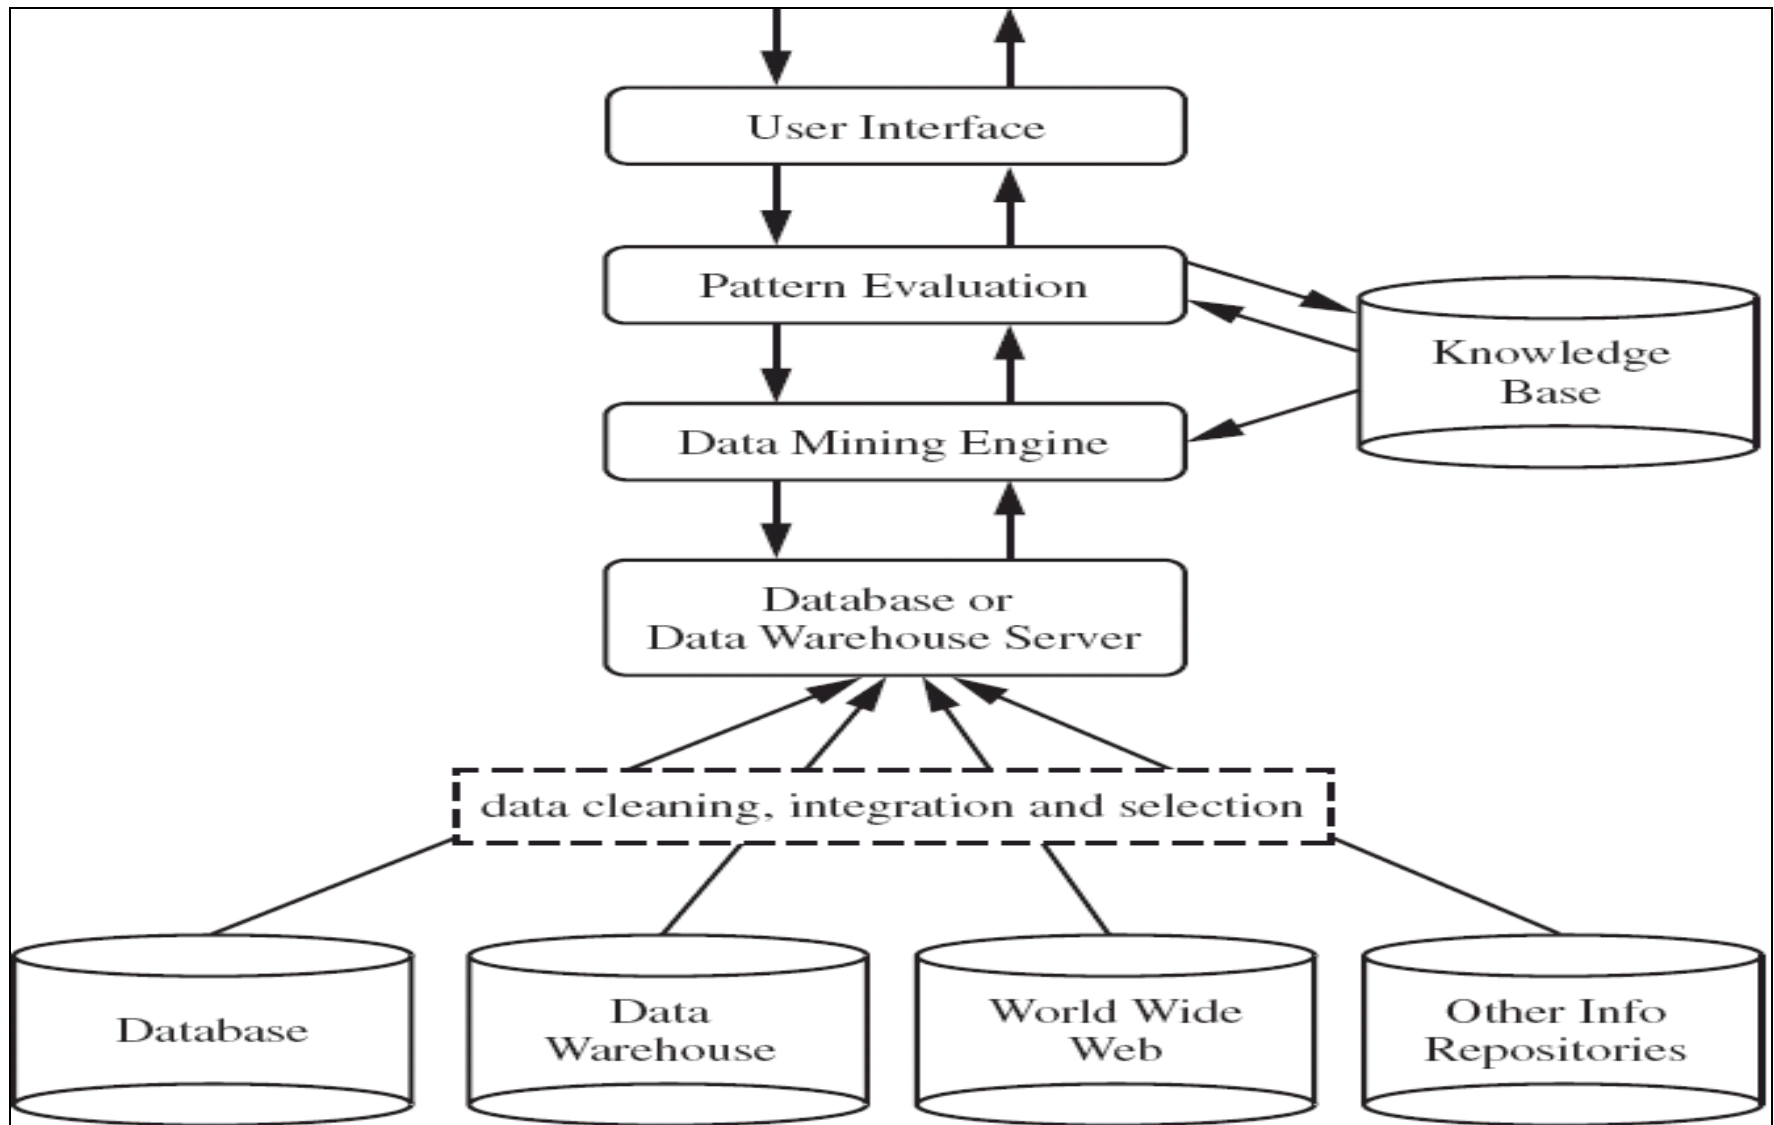 User Interface
Pattern Evaluation
Knowledge
Base
Data Mining Engine
Database or
Data Warehouse Server
data cleaning, integration and selection
Database
Data
Warehouse
World Wide
Web
Other Info
Repositories